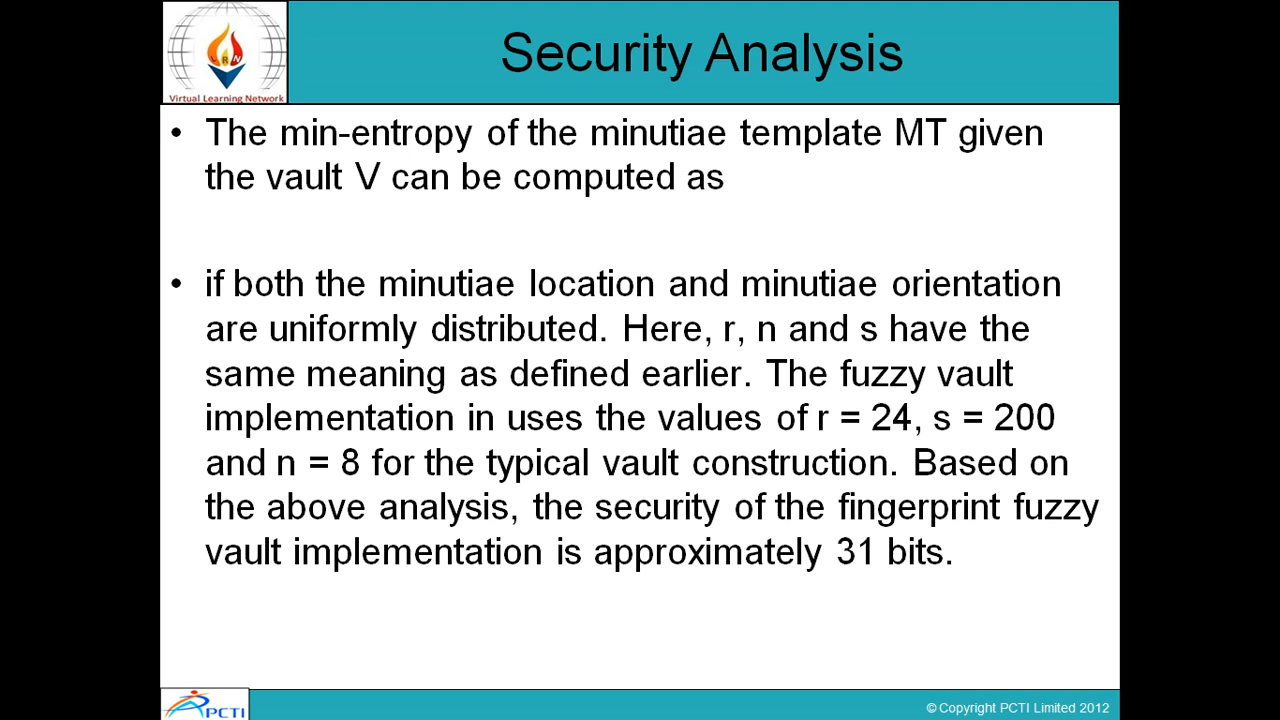 Security Analysis
LRN
Virtual Learning Network
• The min-entropy of the minutiae template MT given
the vault V can be computed as
• if both the minutiae location and minutiae orientation
are uniformly distributed. Here, r, n and s have the
same meaning as defined earlier. The fuzzy vault
implementation in uses the values of r = 24, s = 200
and n = 8 for the typical vault construction. Based on
the above analysis, the security of the fingerprint fuzzy
vault implementation is approximately 31 bits.
PCTI
© Copyright PCTI Limited 2012